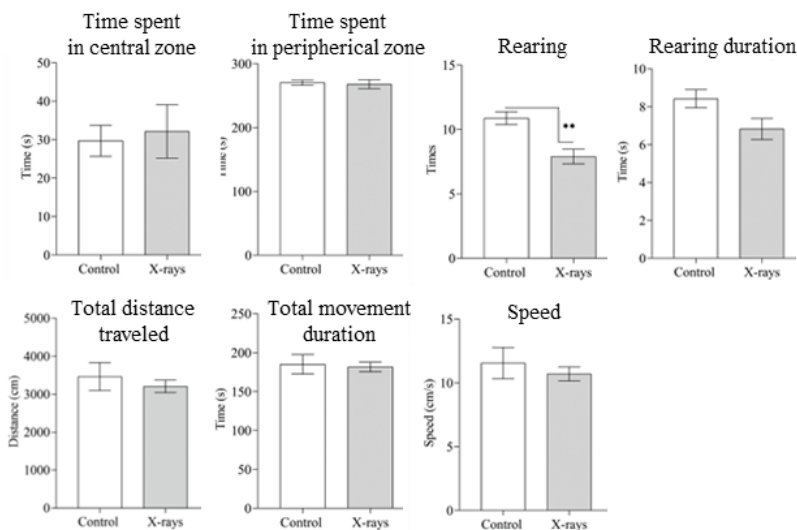 Time spent
in central zone
Time spent
in peripherical zone
Rearing
Rearing duration
50
40
30
20
10
0
Time (s)
Control
X-rays
300
200
100
0
Time (s)
Control
X-rays
15
10
5
0
Times
**
Control
X-rays
10
8
6
4
2
0
Time (s)
Control
X-rays
Total distance
traveled
Total movement
duration
Speed
5000
4000
3000
2000
1000
0
Distance (cm)
Control
X-rays
250
200
150
100
50
0
Time (s)
Control
X-rays
15
10
5
0
Speed (cm/s)
Control
X-rays